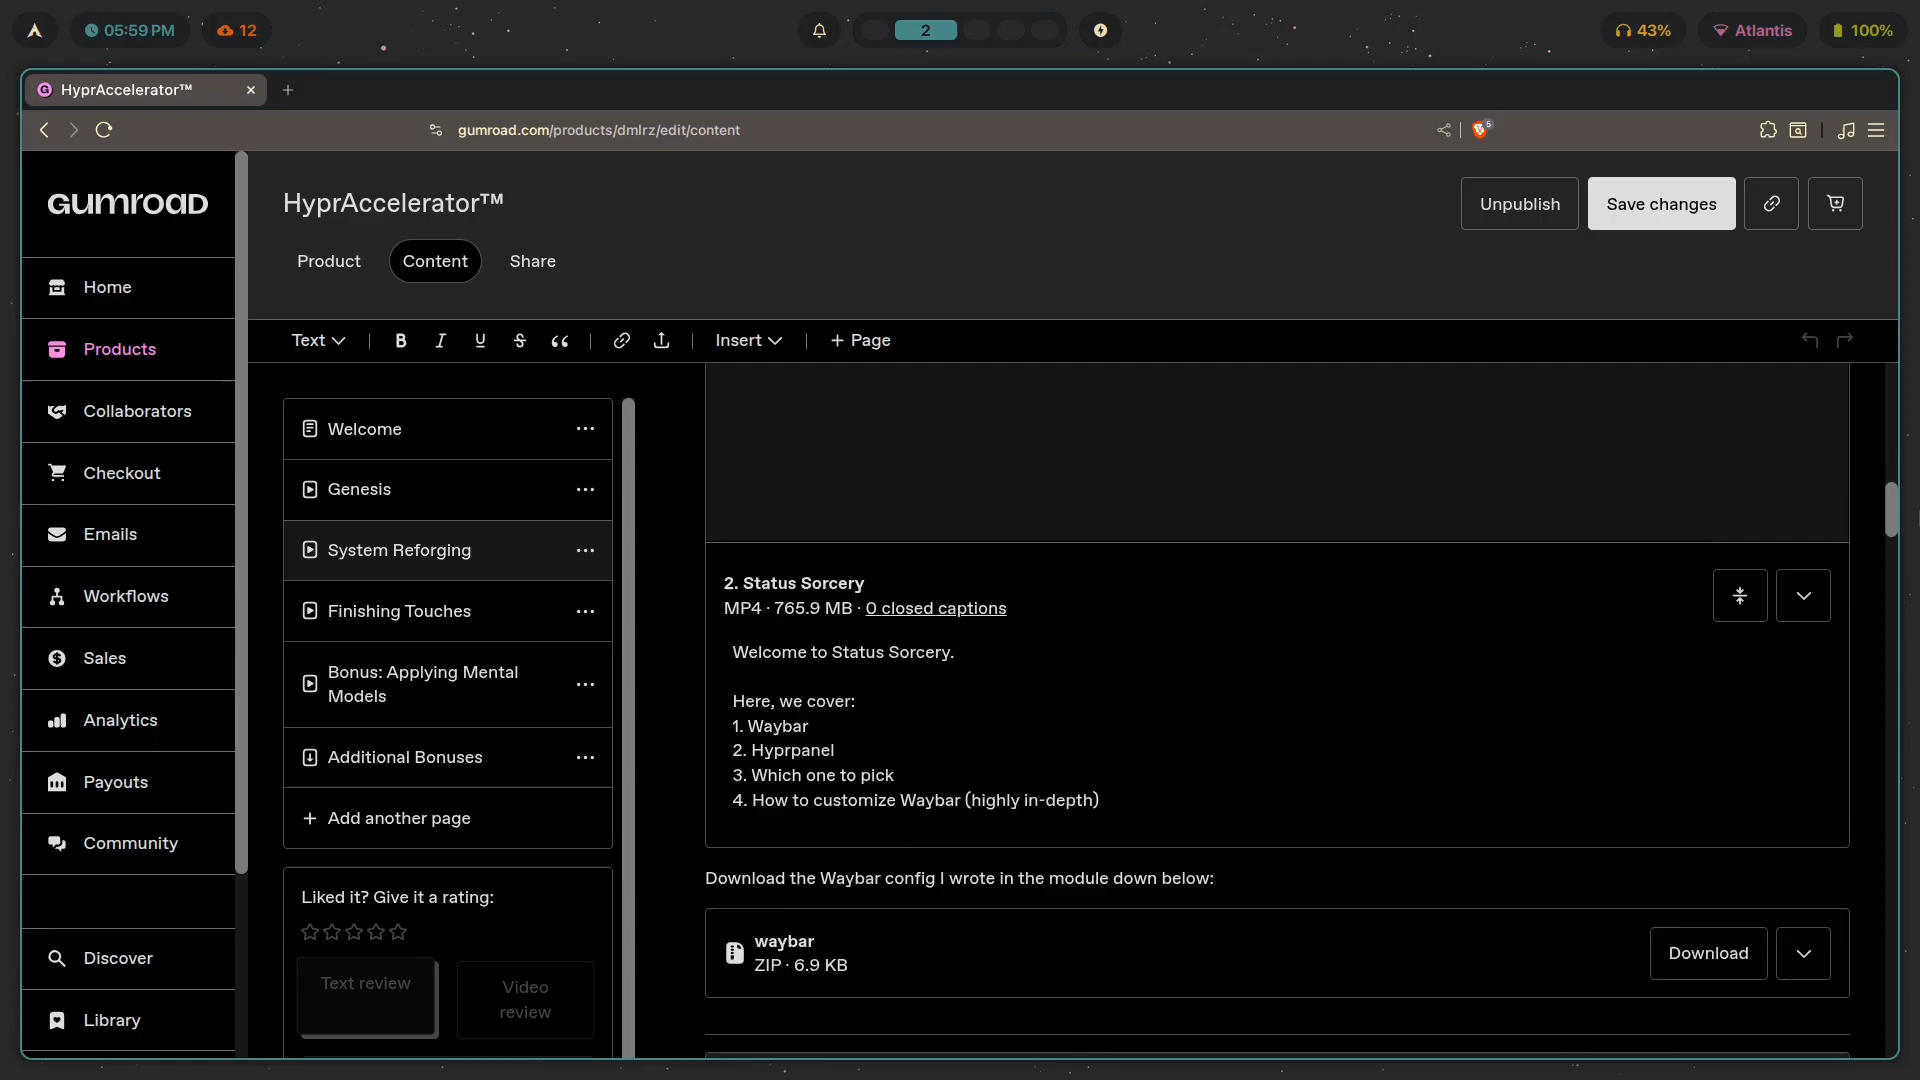 05:59 PM
12
2
43%
Atlantis
100%
HyprAccelerator™
gumroad.com/products/dmlrz/edit/content
5
GUMROAD
HyprAccelerator™
Unpublish
Save changes
Product
Content
Share
Home
Products
Collaborators
Checkout
Emails
Workflows
Sales
Analytics
Payouts
Community
Discover
Library
Text
B
I
U
S
Insert
+ Page
Welcome
Genesis
System Reforging
Finishing Touches
Bonus: Applying Mental
Models
Additional Bonuses
+ Add another page
Liked it? Give it a rating:
Text review
Video
review
2. Status Sorcery
MP4 · 765.9 MB · 0 closed captions
Welcome to Status Sorcery.
Here, we cover:
1. Waybar
2. Hyprpanel
3. Which one to pick
4. How to customize Waybar (highly in-depth)
Download the Waybar config I wrote in the module down below:
waybar
ZIP · 6.9 KB
Download